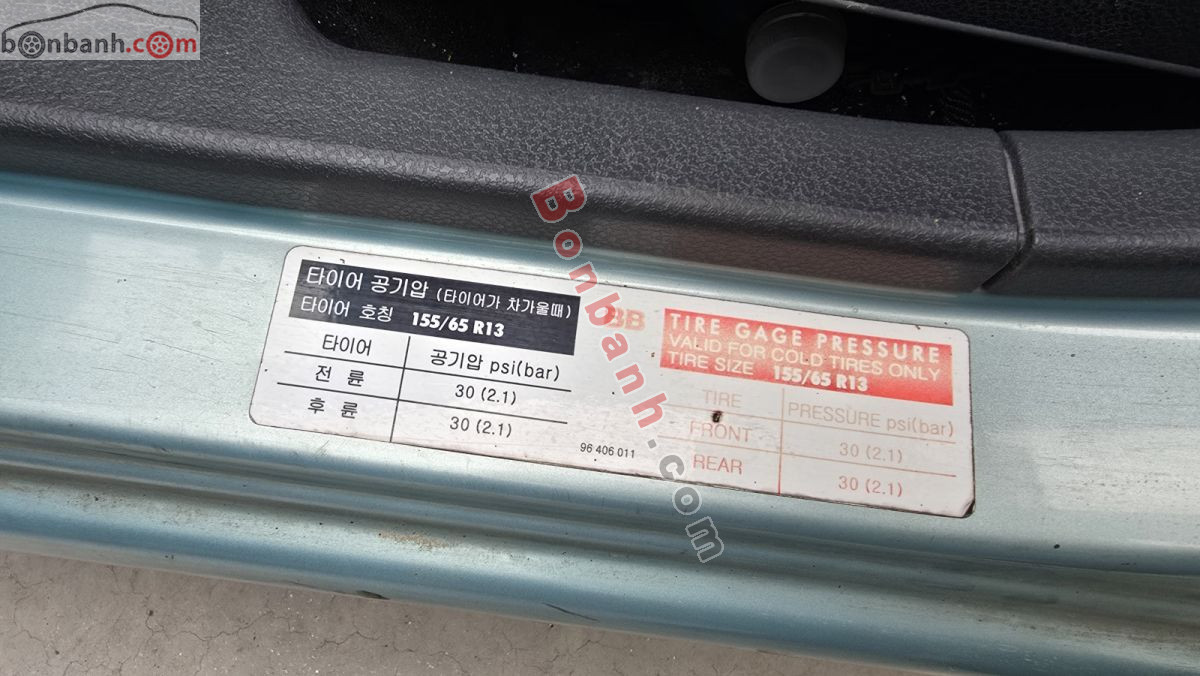 bonbanh.com
타이어 공기압 (타이어가 차가울때)
타이어 호칭 155/65 R13
타이어 공기압 psi(bar)
전 륜 30 (2.1)
후 륜 30 (2.1)
96 406 011
BB
TIRE GAGE PRESSURE
VALID FOR COLD TIRES ONLY
TIRE SIZE 155/65 R13
TIRE PRESSURE psi(bar)
FRONT 30 (2.1)
REAR 30 (2.1)
Bonbanh.com